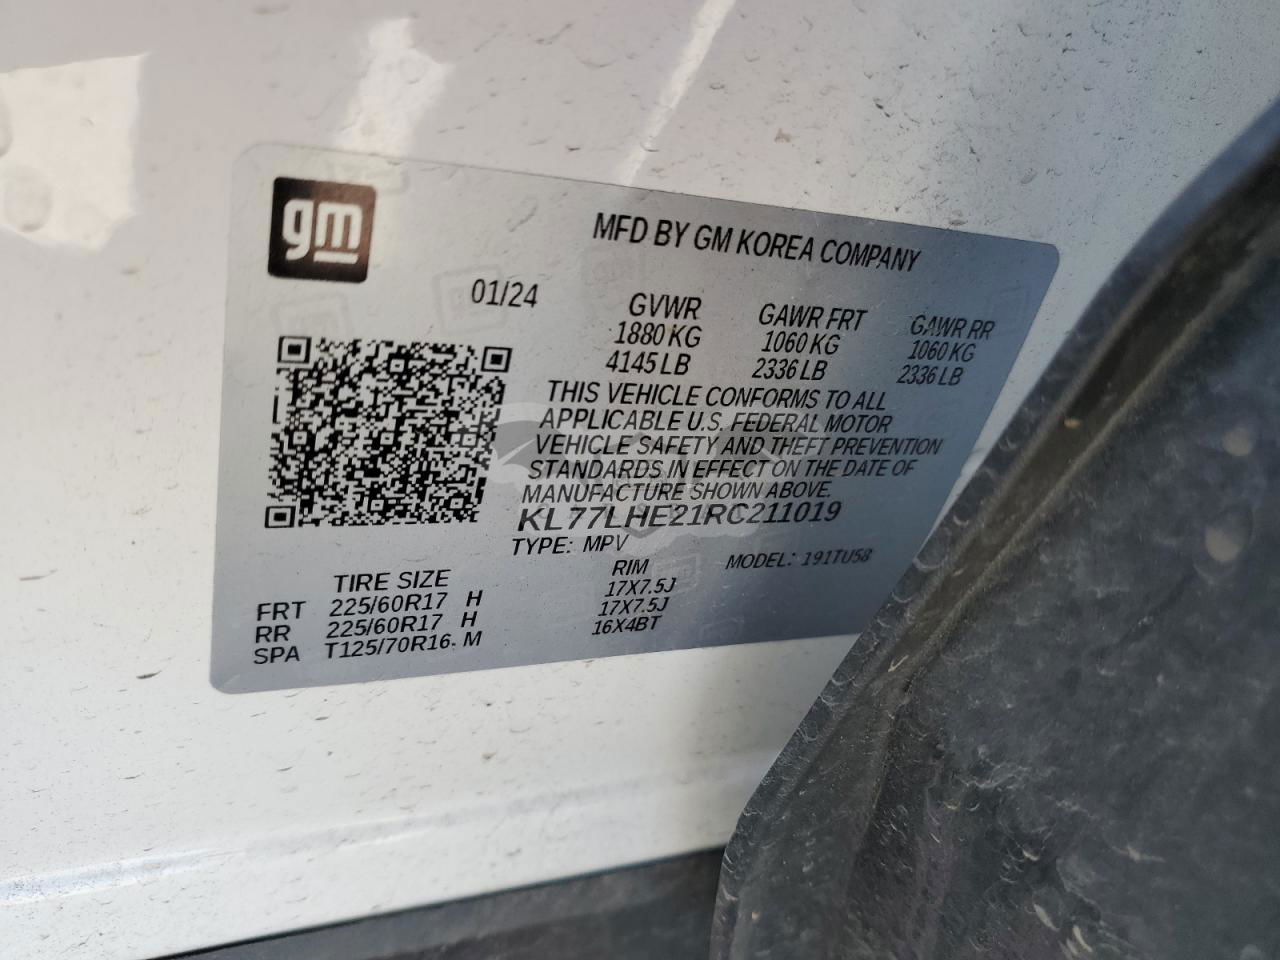 gm
MFD BY GM KOREA COMPANY
01/24
GVWR GAWR FRT GAWR RR
1880 KG 1060 KG 1060 KG
4145 LB 2336 LB 2336 LB
THIS VEHICLE CONFORMS TO ALL
APPLICABLE U.S. FEDERAL MOTOR
VEHICLE SAFETY AND THEFT PREVENTION
STANDARDS IN EFFECT ON THE DATE OF
MANUFACTURE SHOWN ABOVE.
KL77LHE21RC211019
TYPE: MPV MODEL: 191TU58
TIRE SIZE RIM
FRT 225/60R17 H 17X7.5J
RR 225/60R17 H 17X7.5J
SPA T125/70R16 M 16X4BT